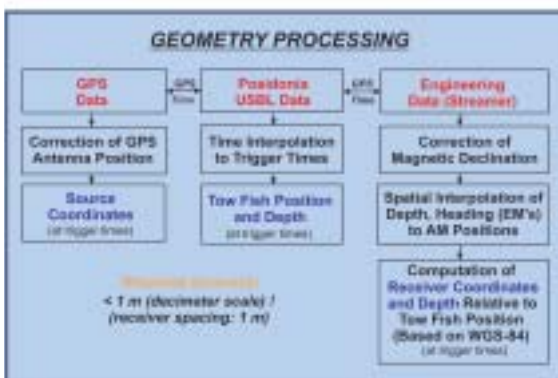 GEOMETRY PROCESSING
GPS
Data
GPS
Time
Posidonia
USBL Data
GPS
Time
Engineering
Data (Streamer)
Correction of GPS
Antenna Position
Time Interpolation
to Trigger Times
Correction of
Magnetic Declination
Source
Coordinates
(at trigger times)
Tow Fish Position
and Depth
(at trigger times)
Spatial Interpolation of
Depth, Heading (EM's)
to AM Positions
< 1 m (decimeter scale) !
(receiver spacing: 1 m)
Computation of
Receiver Coordinates
and Depth Relative to
Tow Fish Position
(Based on WGS-84)
(at trigger times)